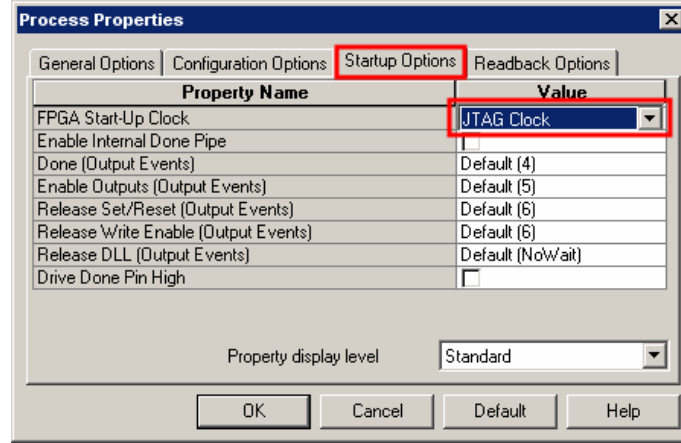 Process Properties
General Options Configuration Options Startup Options Readback Options
Property Name Value
FPGA Start-Up Clock JTAG Clock
Enable Internal Done Pipe
Done (Output Events) Default (4)
Enable Outputs (Output Events) Default (5)
Release Set/Reset (Output Events) Default (6)
Release Write Enable (Output Events) Default (6)
Release DLL (Output Events) Default (NoWait)
Drive Done Pin High
Property display level Standard
OK Cancel Default Help